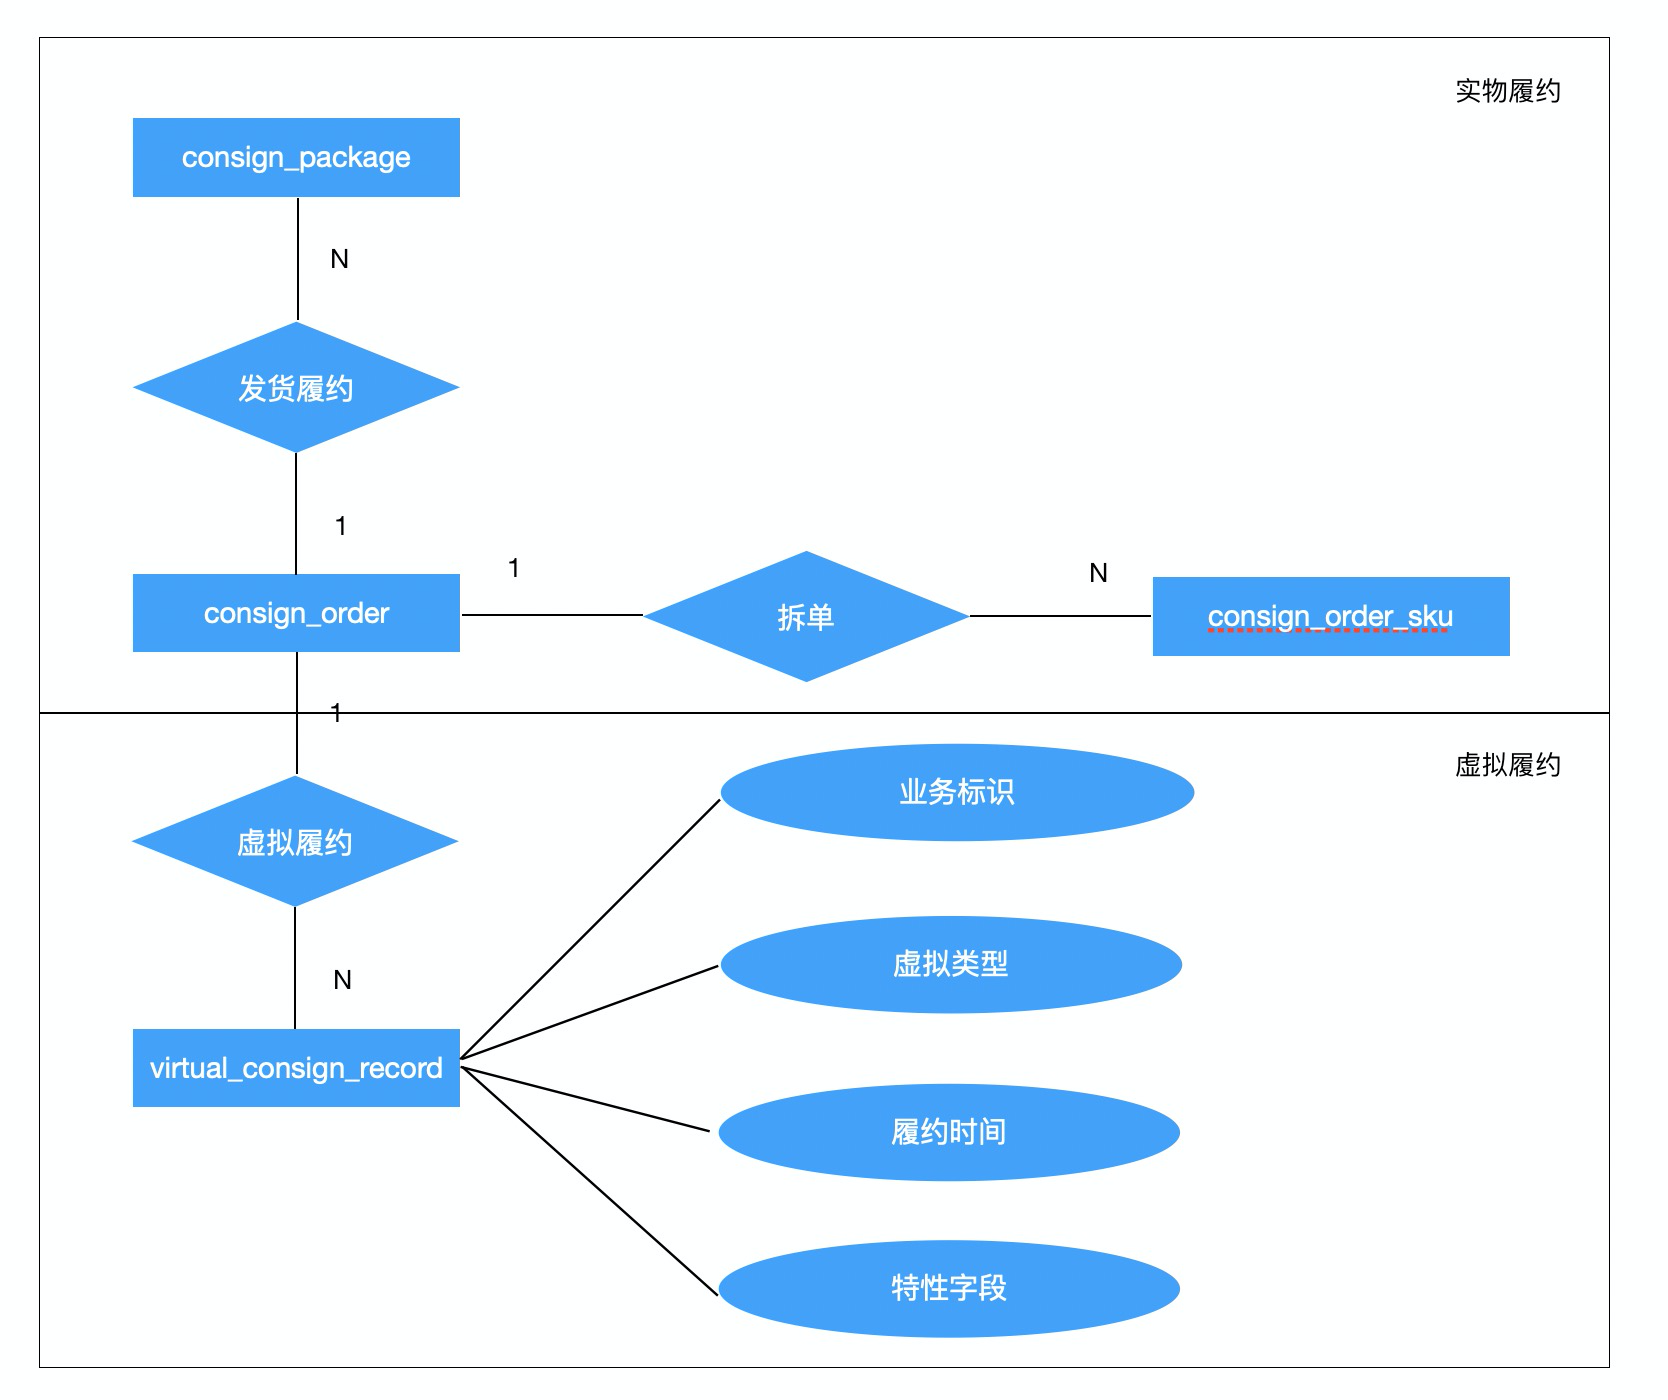 实物履约
consign_package
N
发货履约
1
1
N
consign_order
拆单
consign_order_sku
1
虚拟履约
业务标识
虚拟履约
虚拟类型
N
virtual_consign_record
履约时间
特性字段